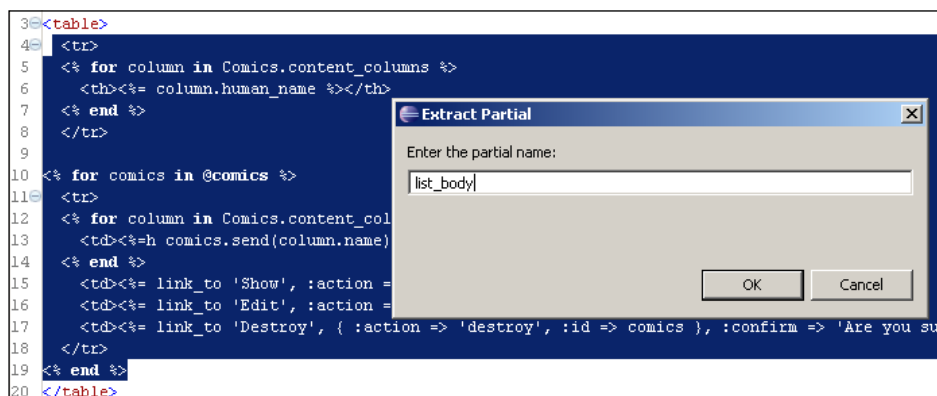 3 <table>
4 <tr>
5 <% for column in Comics.content_columns %>
6 <th><%= column.human_name %></th>
7 <% end %>
8 </tr>
9
10 <% for comics in @comics %>
11 <tr>
12 <% for column in Comics.content_col
13 <td><%=h comics.send(column.name)
14 <% end %>
15 <td><%= link_to 'Show', :action =
16 <td><%= link_to 'Edit', :action =
17 <td><%= link_to 'Destroy', { :action => 'destroy', :id => comics }, :confirm => 'Are you su
18 </tr>
19 <% end %>
20 </table>
Extract Partial
Enter the partial name:
list_body
OK Cancel